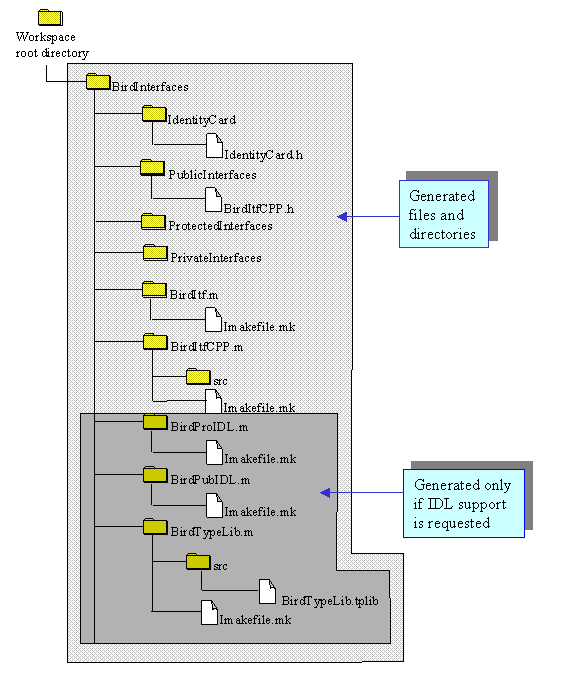 Workspace
root directory
BirdInterfaces
IdentityCard
IdentityCard.h
PublicInterfaces
BirdItfCPP.h
ProtectedInterfaces
PrivateInterfaces
BirdItf.m
Imakefile.mk
BirdItfCPP.m
src
Imakefile.mk
BirdProIDL.m
Imakefile.mk
BirdPubIDL.m
Imakefile.mk
BirdTypeLib.m
src
BirdTypeLib.tplib
Imakefile.mk
Generated
files and
directories
Generated only
if IDL support
is requested